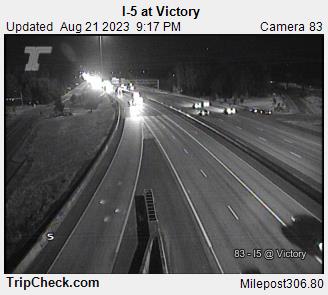 I-5 at Victory
Updated Aug 21 2023 9:17 PM Camera 83
T
S
83 - I5 @ Victory
TripCheck.com Milepost306.80